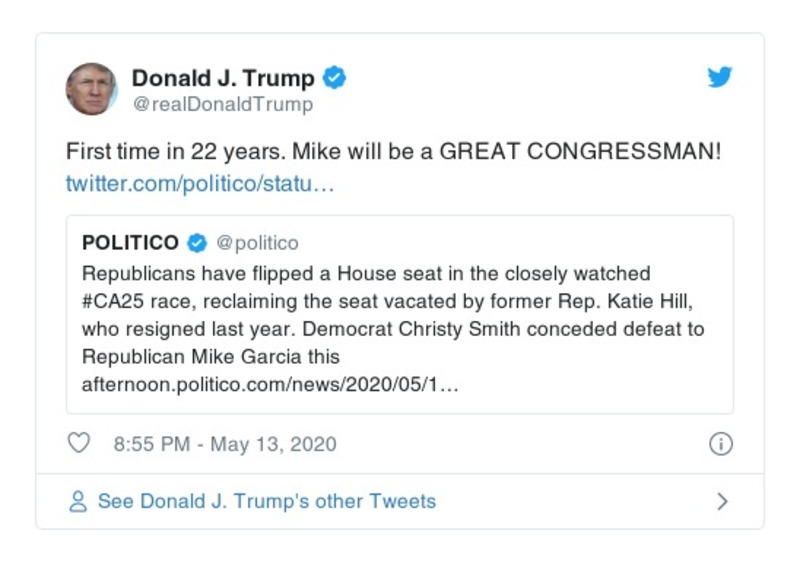 Donald J. Trump
@realDonaldTrump
First time in 22 years. Mike will be a GREAT CONGRESSMAN!
twitter.com/politico/statu…
POLITICO @politico
Republicans have flipped a House seat in the closely watched
#CA25 race, reclaiming the seat vacated by former Rep. Katie Hill,
who resigned last year. Democrat Christy Smith conceded defeat to
Republican Mike Garcia this
afternoon.politico.com/news/2020/05/1…
8:55 PM - May 13, 2020
See Donald J. Trump's other Tweets